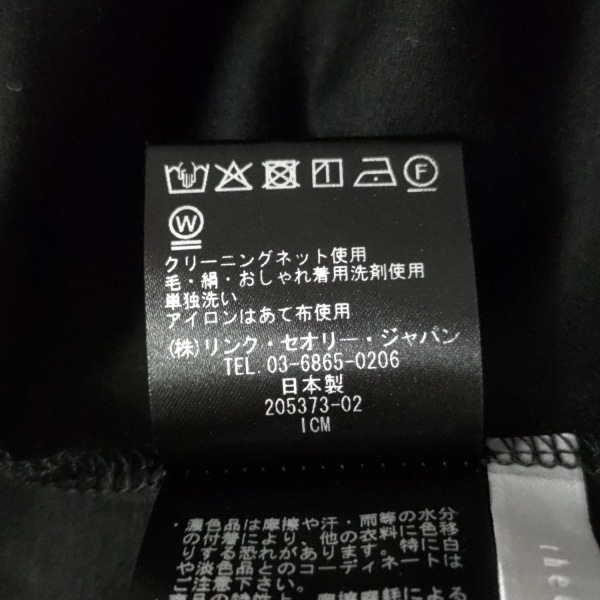 F
W
クリーニングネット使用
毛・絹・おしゃれ着用洗剤使用
単独洗い
アイロンはあて布使用
(株)リンク・セオリー・ジャパン
TEL.03-6865-0206
日本製
205373-02
ICM
・濃色品は摩擦や汗・雨等の水分
の付着により、他の衣料に色移
りする恐れがあります。特に白
や淡色品とのコーディネートは
ご注意下さい。
theo